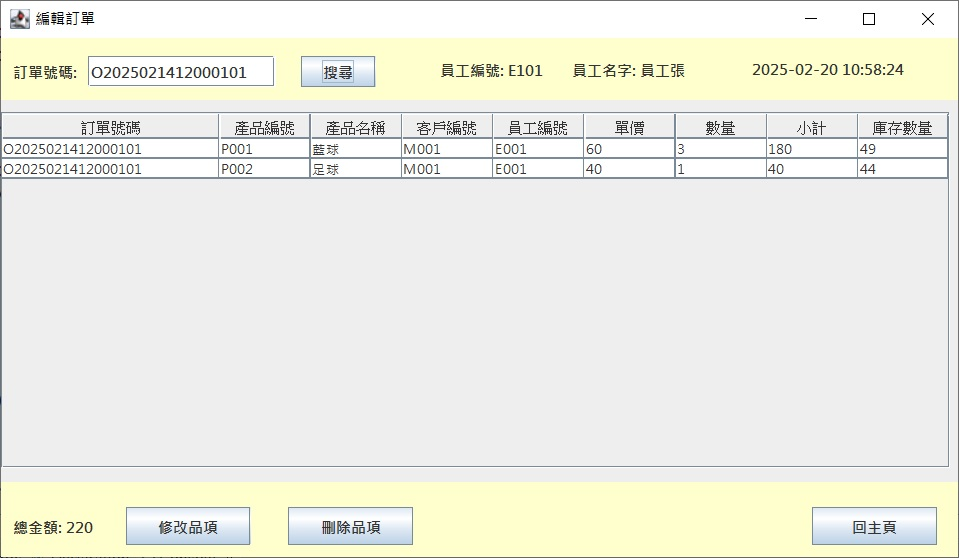 編輯訂單
訂單號碼: O2025021412000101 搜尋 員工編號: E101 員工名字: 員工張 2025-02-20 10:58:24
訂單號碼 產品編號 產品名稱 客戶編號 員工編號 單價 數量 小計 庫存數量
O2025021412000101 P001 藍球 M001 E001 60 3 180 49
O2025021412000101 P002 足球 M001 E001 40 1 40 44
總金額: 220 修改品項 刪除品項 回主頁